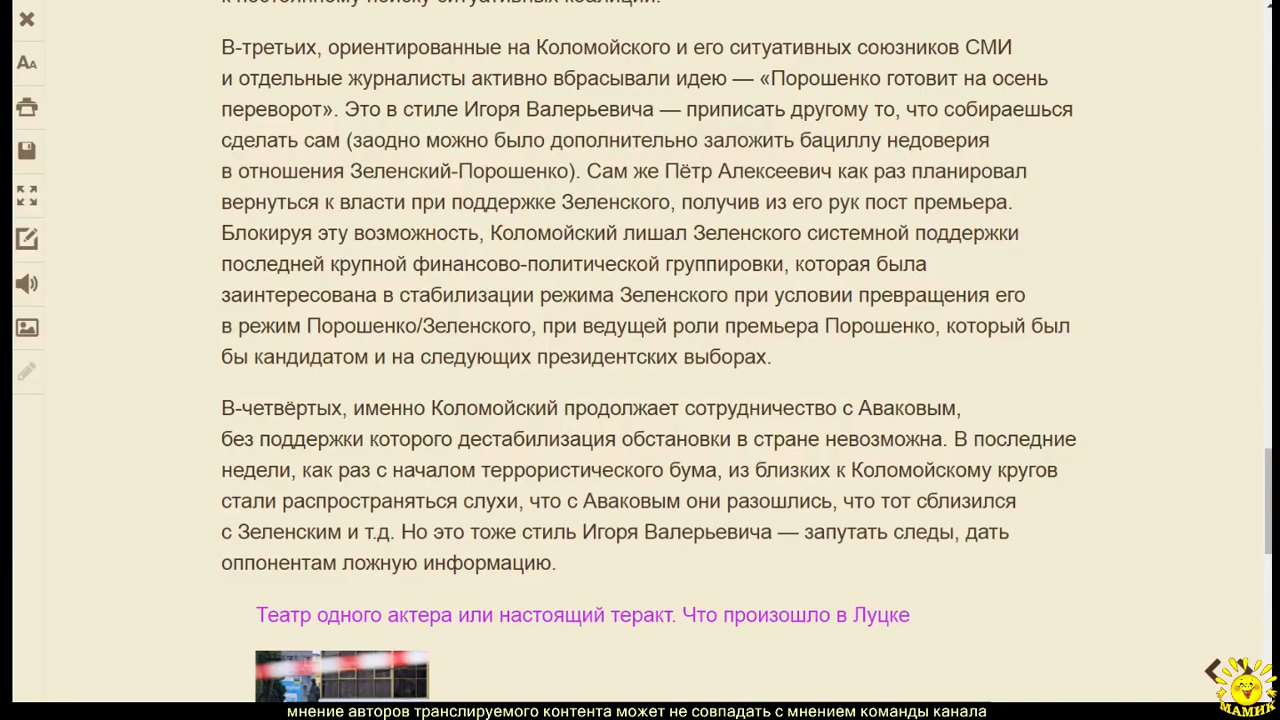 к постоянному поиску ситуативных коалиций.
В-третьих, ориентированные на Коломойского и его ситуативных союзников СМИ
и отдельные журналисты активно вбрасывали идею — «Порошенко готовит на осень
переворот». Это в стиле Игоря Валерьевича — приписать другому то, что собираешься
сделать сам (заодно можно было дополнительно заложить бациллу недоверия
в отношения Зеленский-Порошенко). Сам же Пётр Алексеевич как раз планировал
вернуться к власти при поддержке Зеленского, получив из его рук пост премьера.
Блокируя эту возможность, Коломойский лишал Зеленского системной поддержки
последней крупной финансово-политической группировки, которая была
заинтересована в стабилизации режима Зеленского при условии превращения его
в режим Порошенко/Зеленского, при ведущей роли премьера Порошенко, который был
бы кандидатом и на следующих президентских выборах.
В-четвёртых, именно Коломойский продолжает сотрудничество с Аваковым,
без поддержки которого дестабилизация обстановки в стране невозможна. В последние
недели, как раз с началом террористического бума, из близких к Коломойскому кругов
стали распространяться слухи, что с Аваковым они разошлись, что тот сблизился
с Зеленским и т.д. Но это тоже стиль Игоря Валерьевича — запутать следы, дать
оппонентам ложную информацию.
Театр одного актера или настоящий теракт. Что произошло в Луцке
МАМИК
мнение авторов транслируемого контента может не совпадать с мнением команды канала